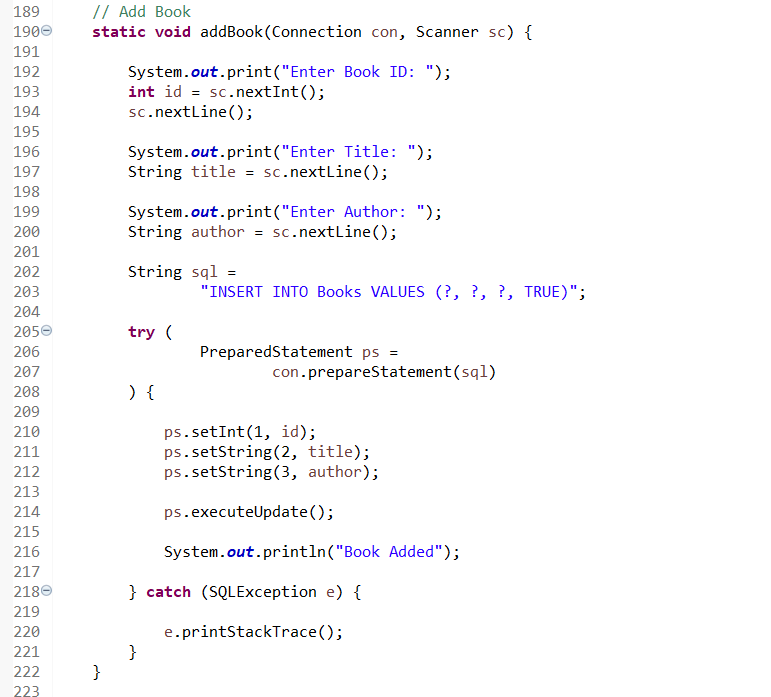 189 // Add Book
190 static void addBook(Connection con, Scanner sc) {
191
192 System.out.print("Enter Book ID: ");
193 int id = sc.nextInt();
194 sc.nextLine();
195
196 System.out.print("Enter Title: ");
197 String title = sc.nextLine();
198
199 System.out.print("Enter Author: ");
200 String author = sc.nextLine();
201
202 String sql =
203 "INSERT INTO Books VALUES (?, ?, ?, TRUE)";
204
205 try (
206 PreparedStatement ps =
207 con.prepareStatement(sql)
208 ) {
209
210 ps.setInt(1, id);
211 ps.setString(2, title);
212 ps.setString(3, author);
213
214 ps.executeUpdate();
215
216 System.out.println("Book Added");
217
218 } catch (SQLException e) {
219
220 e.printStackTrace();
221 }
222 }
223